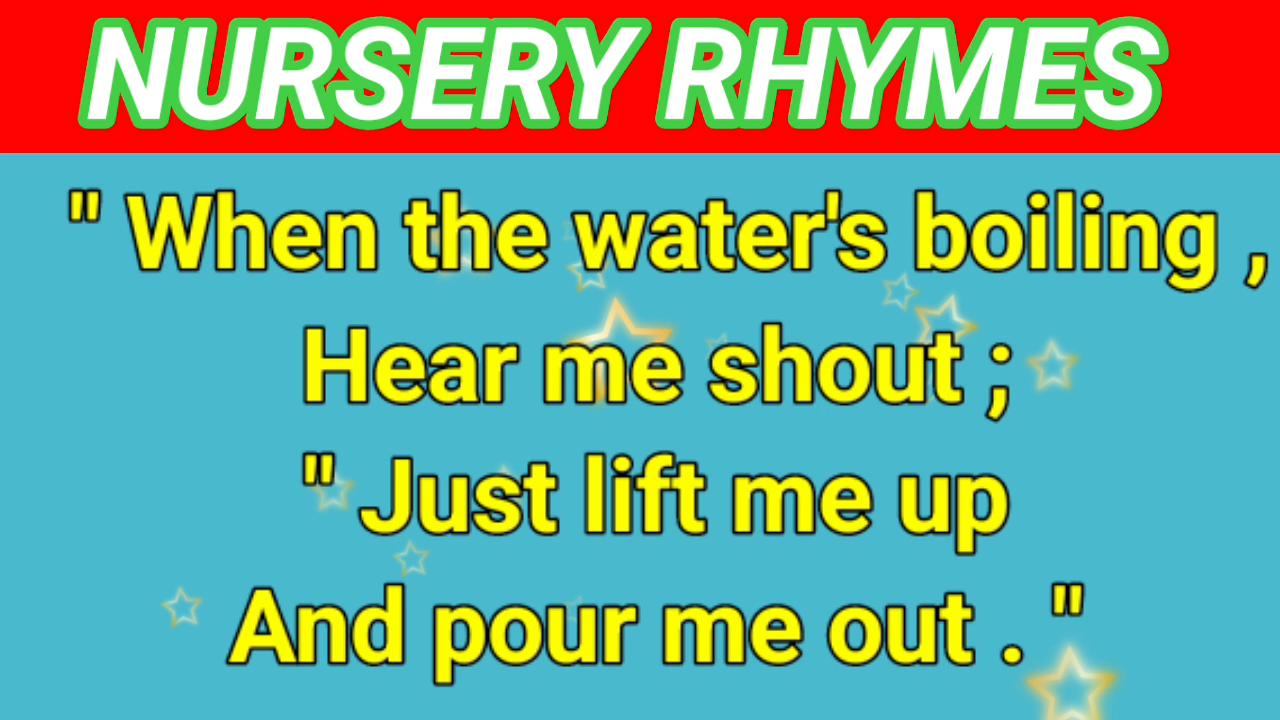 NURSERY RHYMES
" When the water's boiling ,
Hear me shout ;
" Just lift me up
And pour me out . "